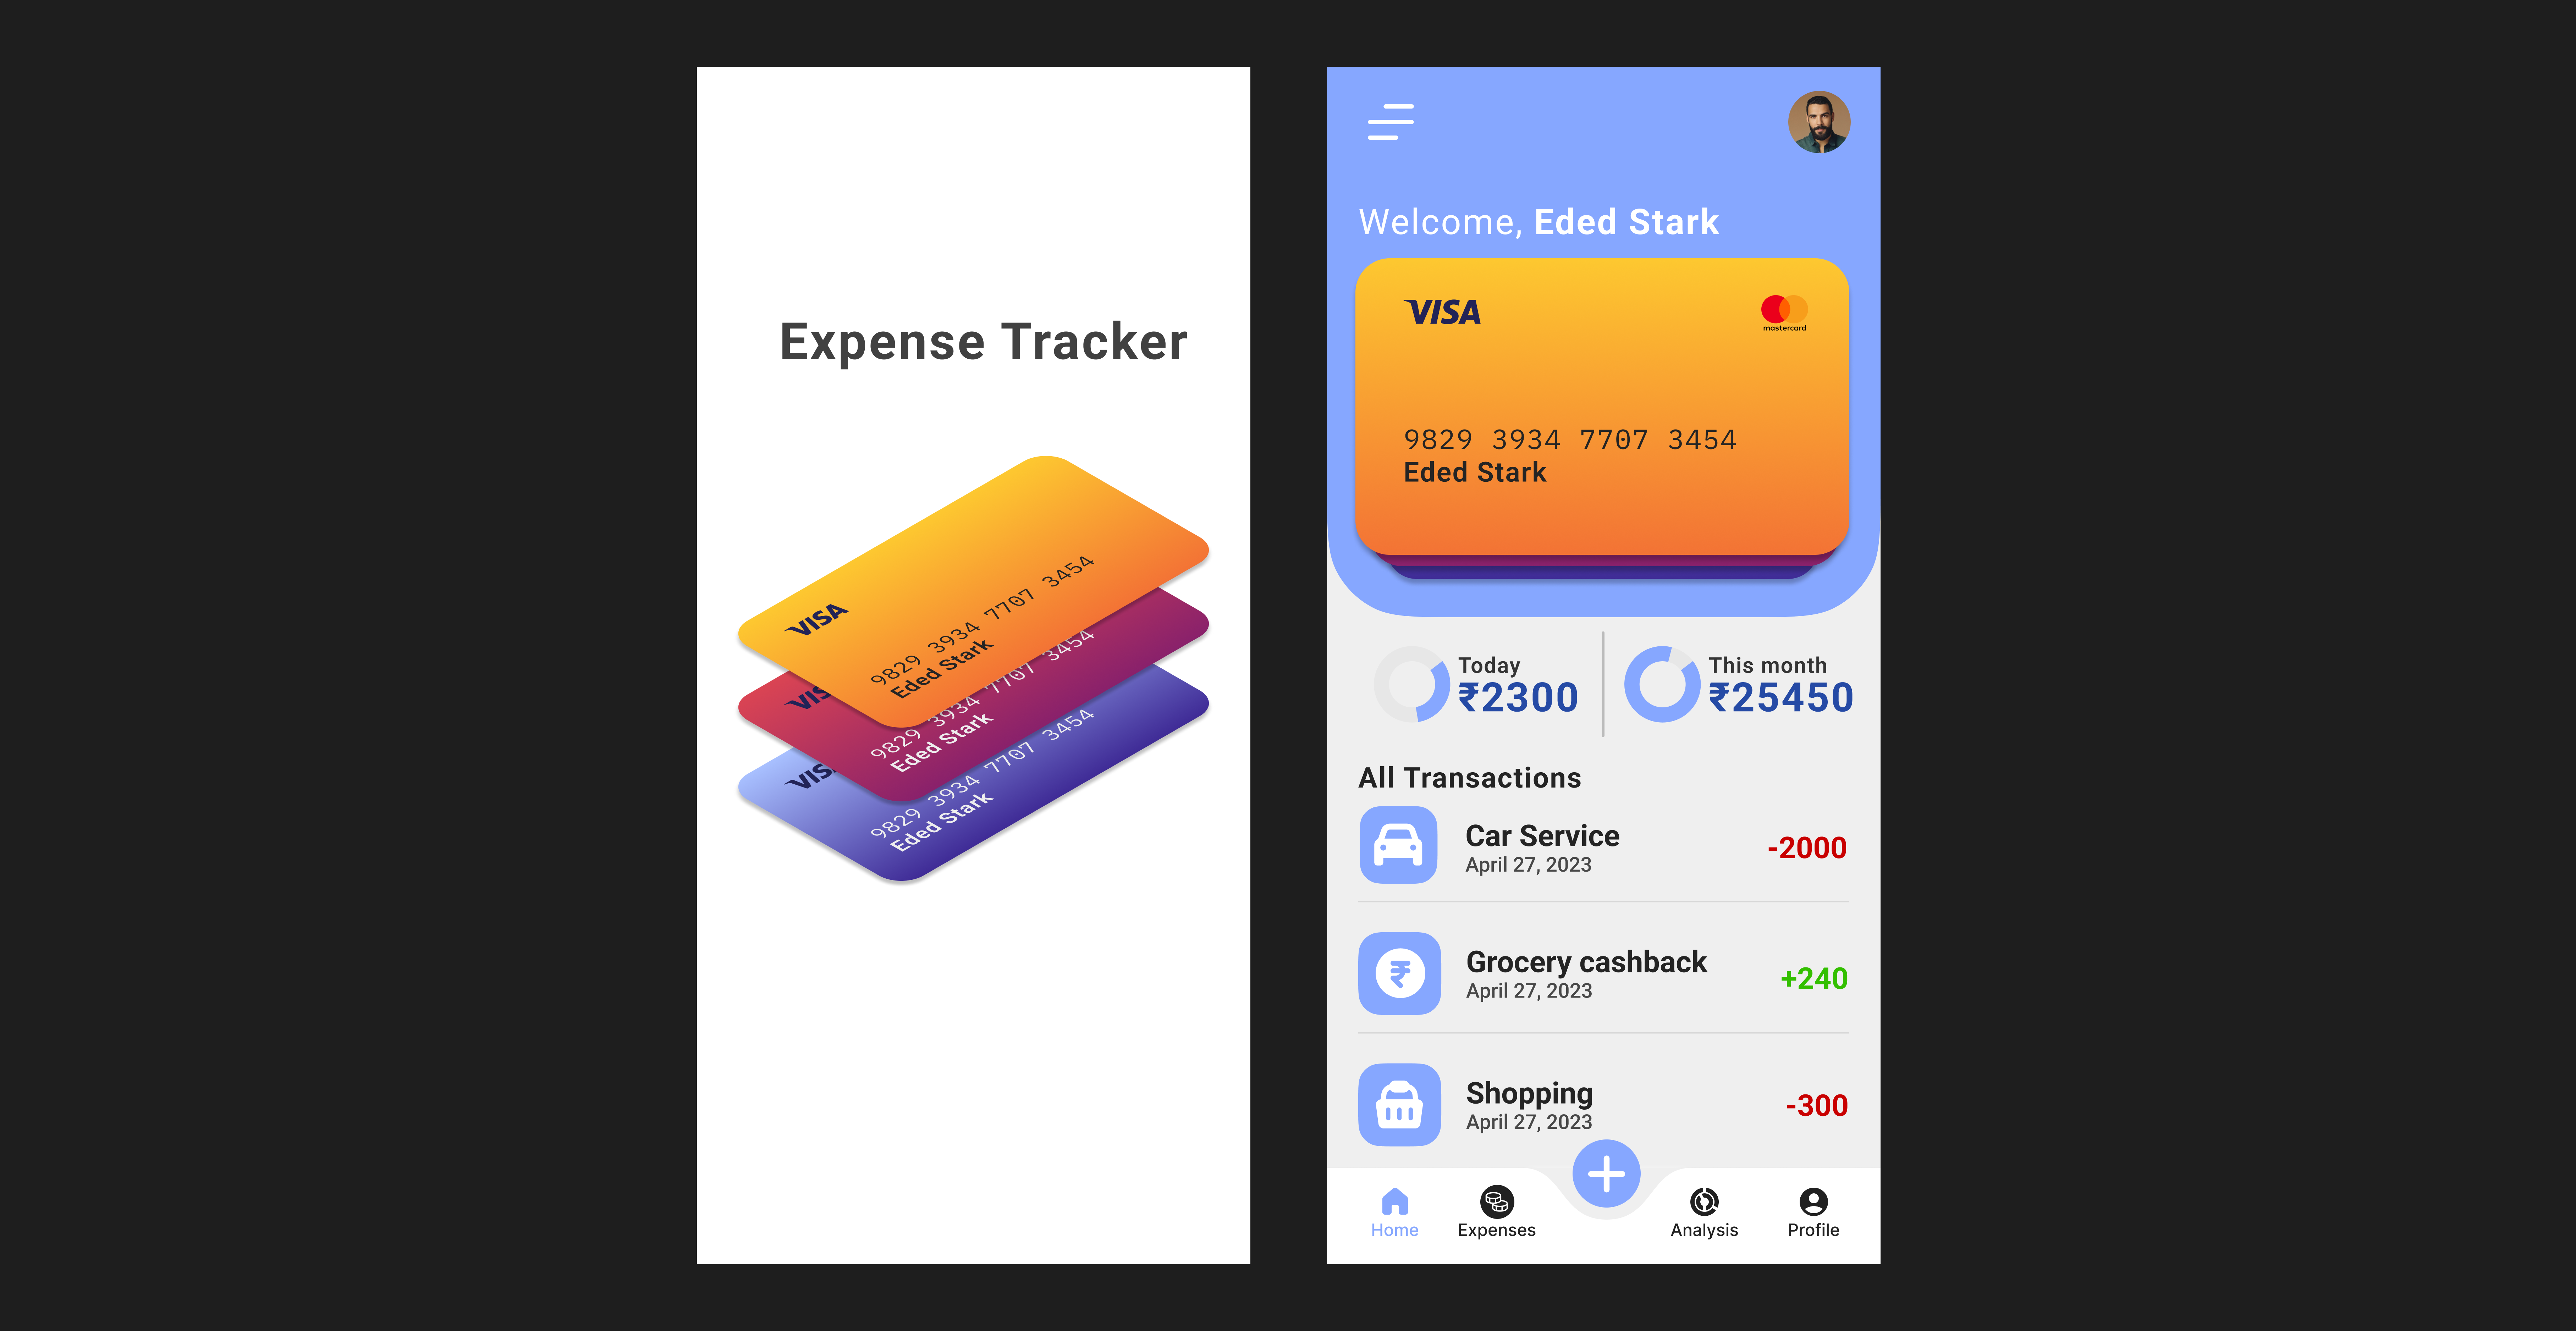 Expense Tracker
VISA
9829 3934 7707 3454
Eded Stark
VIS
9829 3934 7707 3454
Eded Stark
VIS
9829 3934 7707 3454
Eded Stark
Welcome, Eded Stark
VISA
mastercard
9829 3934 7707 3454
Eded Stark
Today
₹2300
This month
₹25450
All Transactions
Car Service
April 27, 2023
-2000
Grocery cashback
April 27, 2023
+240
₹
Shopping
April 27, 2023
-300
Home
Expenses
Analysis
Profile